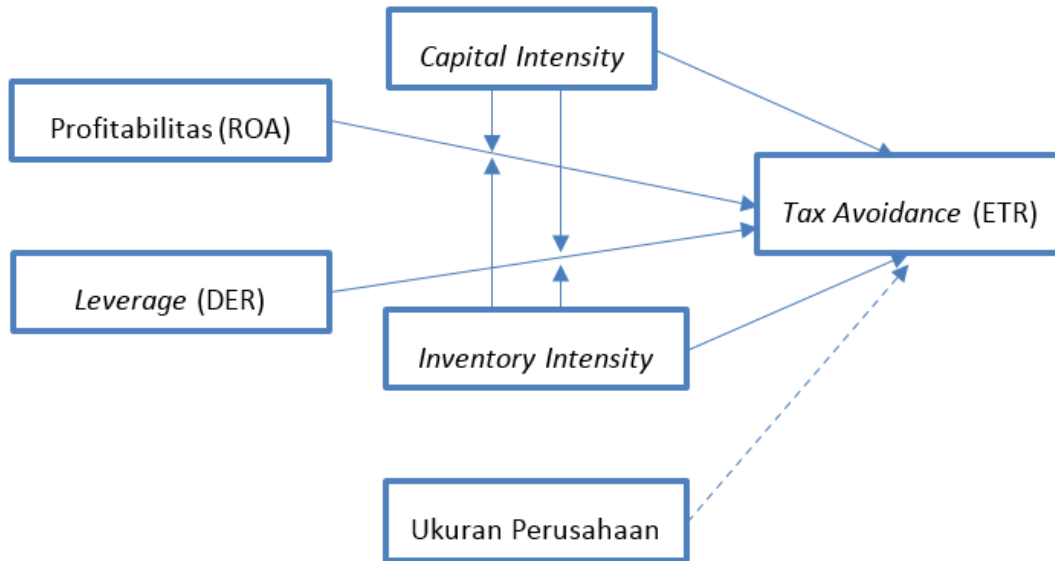 Capital Intensity
Profitabilitas (ROA)
Tax Avoidance (ETR)
Leverage (DER)
Inventory Intensity
Ukuran Perusahaan